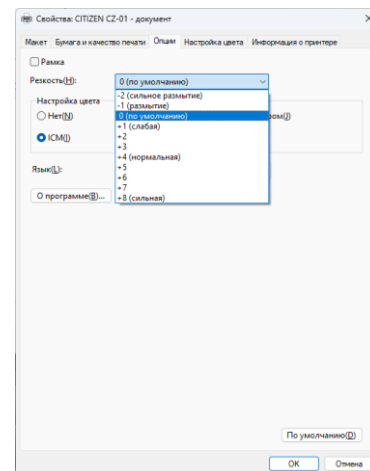 Свойства: CITIZEN CZ-01 - документ
Макет Бумага и качество печати Опции Настройка цвета Информация о принтере
Рамка
Резкость(H): 0 (по умолчанию)
-2 (сильное размытие)
-1 (размытие)
0 (по умолчанию)
+1 (слабая)
+2
+3
+4 (нормальная)
+5
+6
+7
+8 (сильная)
Настройка цвета
Нет(N)
ром(J)
ICM(I)
Язык(L):
О программе(B)...
По умолчанию(D)
OK Отмена